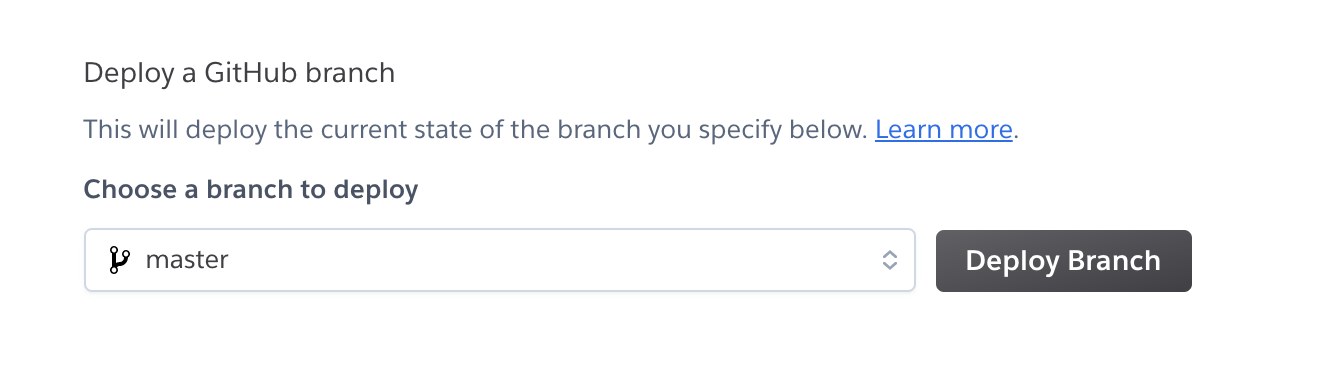 Deploy a GitHub branch
This will deploy the current state of the branch you specify below. Learn more.
Choose a branch to deploy
master
Deploy Branch